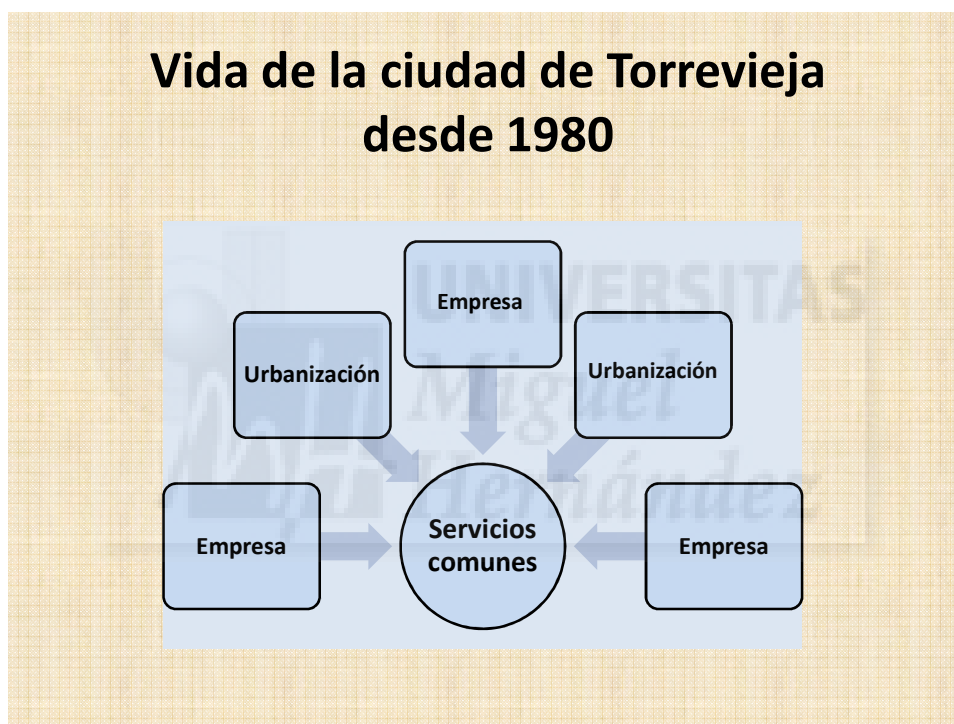 Vida de la ciudad de Torrevieja
desde 1980
Empresa
Urbanización
Urbanización
Empresa
Servicios
comunes
Empresa
UNIVERSITAS
Miguel
Hernández